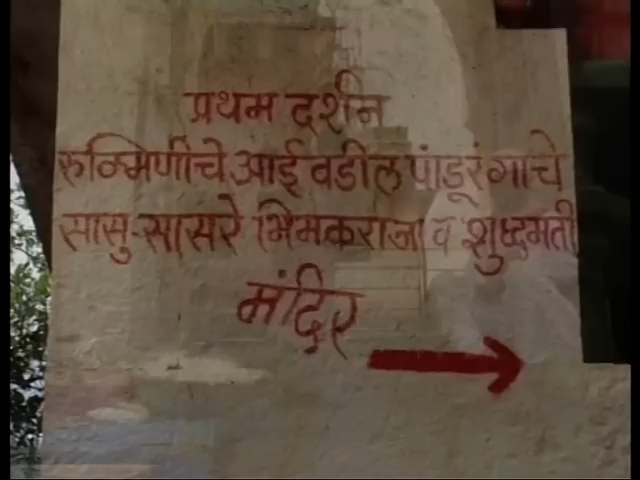 प्रथम दर्शन
रुक्मिणीचे आई वडील पांडूरंगाचे
सासु-सासरे भिमकराजा व शुध्दमती
मंदिर